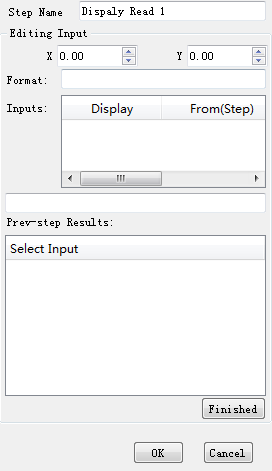 Step Name Dispaly Read 1
Editing Input
X 0.00 Y 0.00
Format:
Inputs: Display From(Step)
Prev-step Results:
Select Input
Finished
OK Cancel